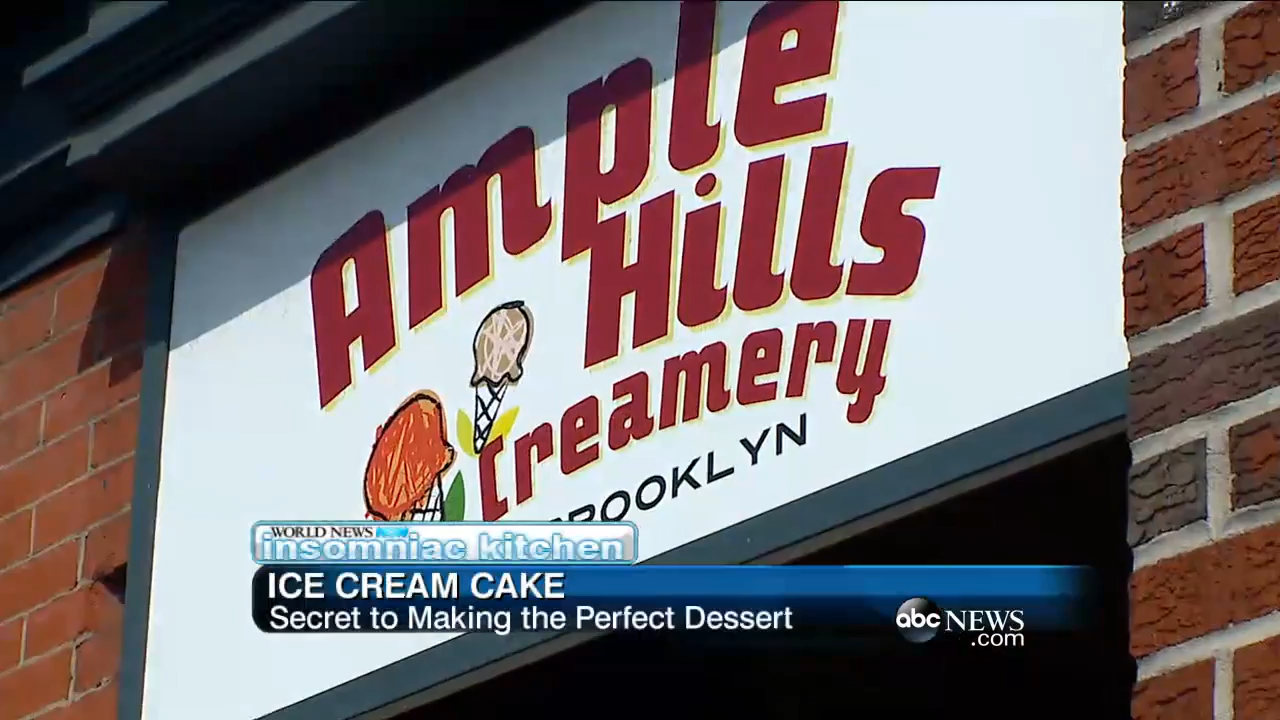 Ample
Hills
Creamery
BROOKLYN
WORLD NEWS
insomniac kitchen
ICE CREAM CAKE
Secret to Making the Perfect Dessert
abc NEWS
.com